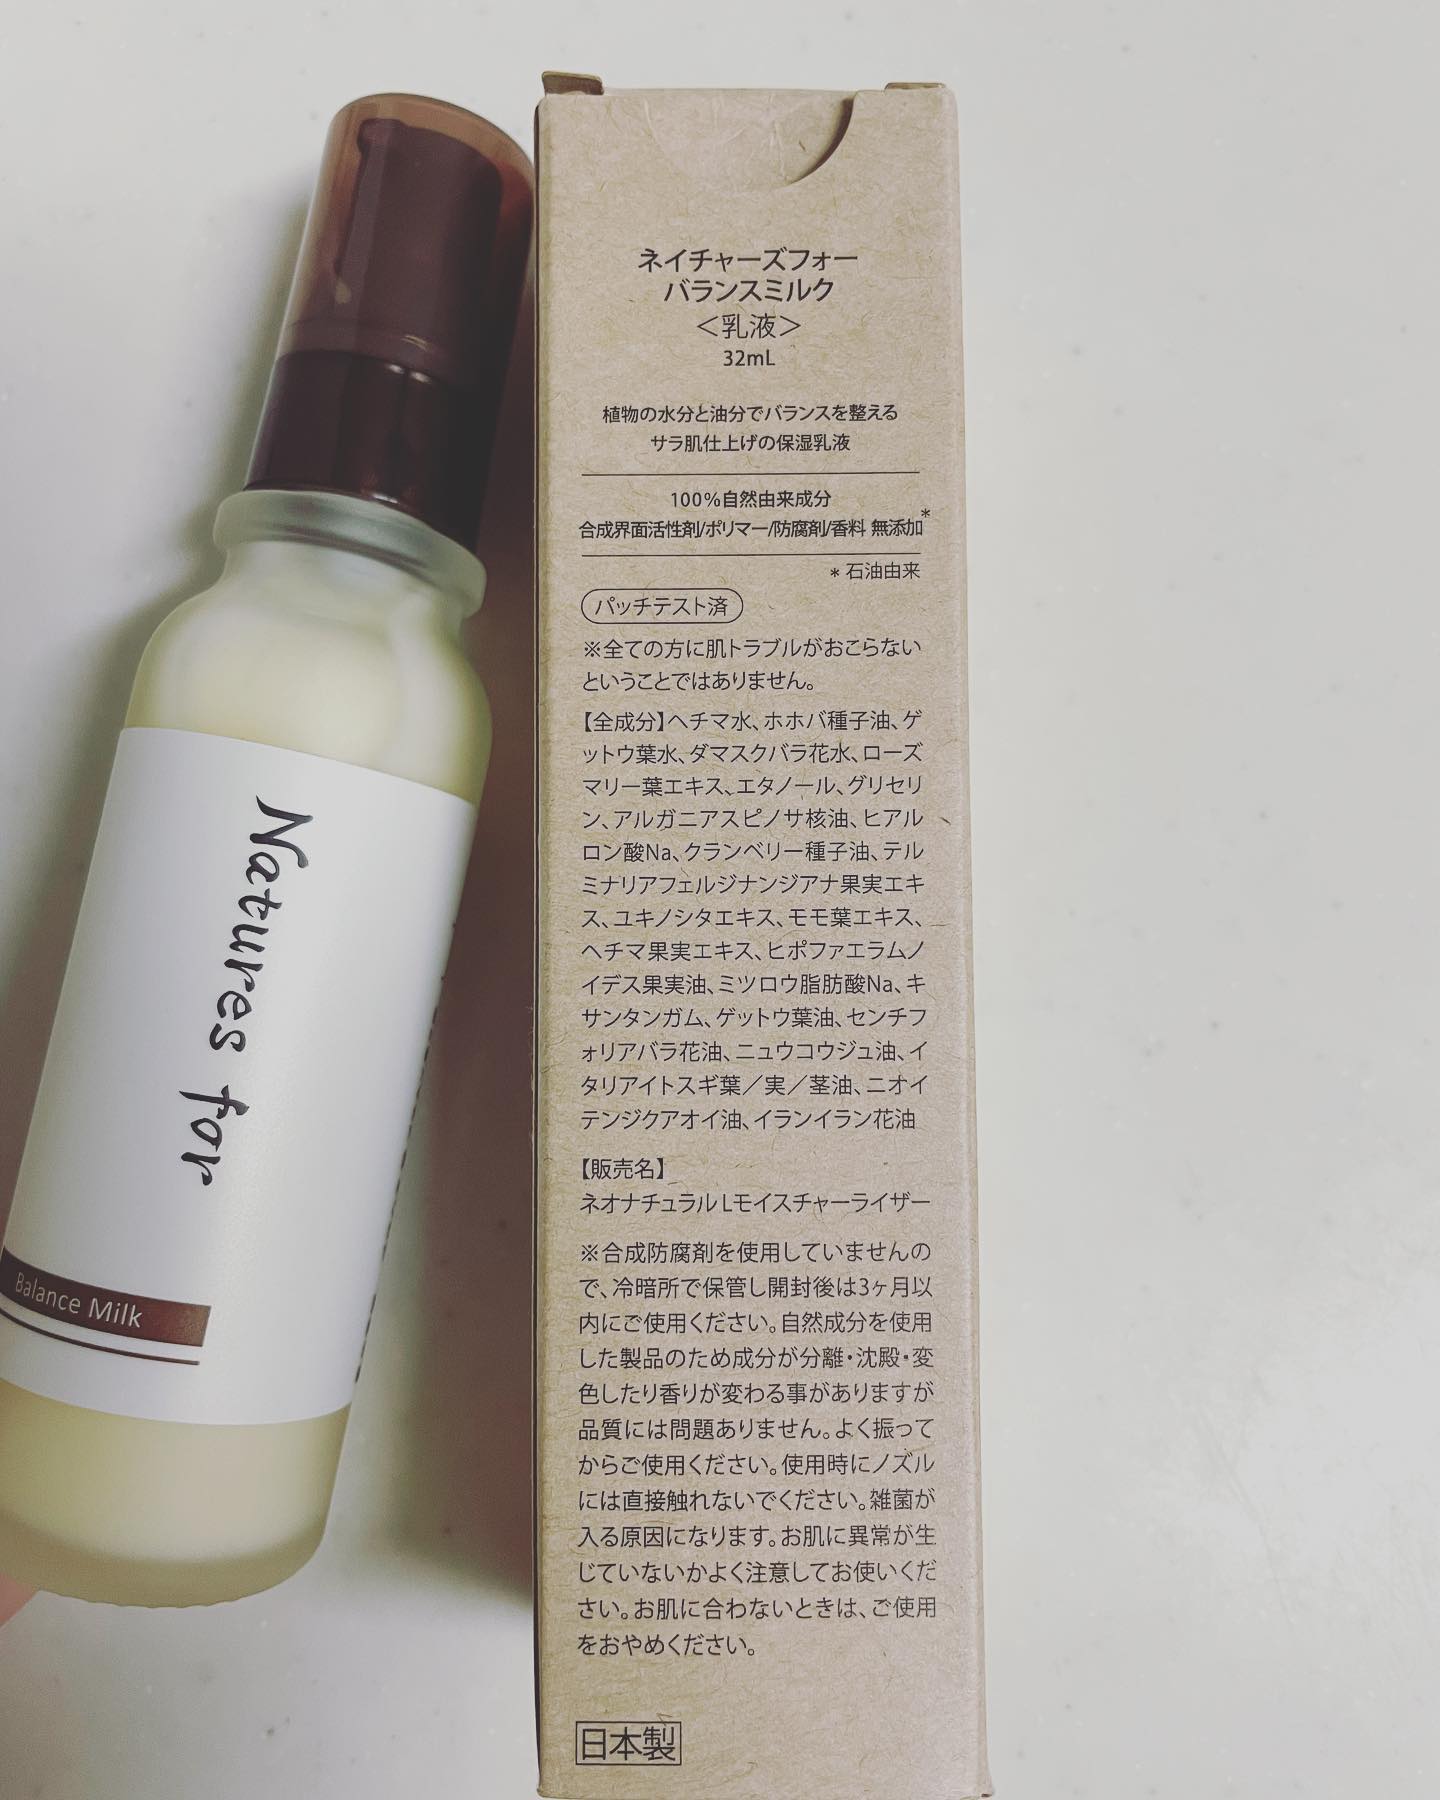 Natures for
Balance Milk
ネイチャーズフォー
バランスミルク
＜乳液＞
32mL
植物の水分と油分でバランスを整える
サラ肌仕上げの保湿乳液
100%自然由来成分
合成界面活性剤/ポリマー/防腐剤/香料 無添加*
* 石油由来
パッチテスト済
※全ての方に肌トラブルがおこらない
ということではありません。
【全成分】ヘチマ水、ホホバ種子油、ゲ
ットウ葉水、ダマスクバラ花水、ローズ
マリー葉エキス、エタノール、グリセリ
ン、アルガニアスピノサ核油、ヒアル
ロン酸Na、クランベリー種子油、テル
ミナリアフェルジナンジアナ果実エキ
ス、ユキノシタエキス、モモ葉エキス、
ヘチマ果実エキス、ヒポファエラムノ
イデス果実油、ミツロウ脂肪酸Na、キ
サンタンガム、ゲットウ葉油、センチフ
ォリアバラ花油、ニュウコウジュ油、イ
タリアイトスギ葉／実／茎油、ニオイ
テンジクアオイ油、イランイラン花油
【販売名】
ネオナチュラル Lモイスチャーライザー
※合成防腐剤を使用していませんの
で、冷暗所で保管し開封後は3ヶ月以
内にご使用ください。自然成分を使用
した製品のため成分が分離・沈殿・変
色したり香りが変わる事がありますが
品質には問題ありません。よく振って
からご使用ください。使用時にノズル
には直接触れないでください。雑菌が
入る原因になります。お肌に異常が生
じていないかよく注意してお使いくだ
さい。お肌に合わないときは、ご使用
をおやめください。
日本製